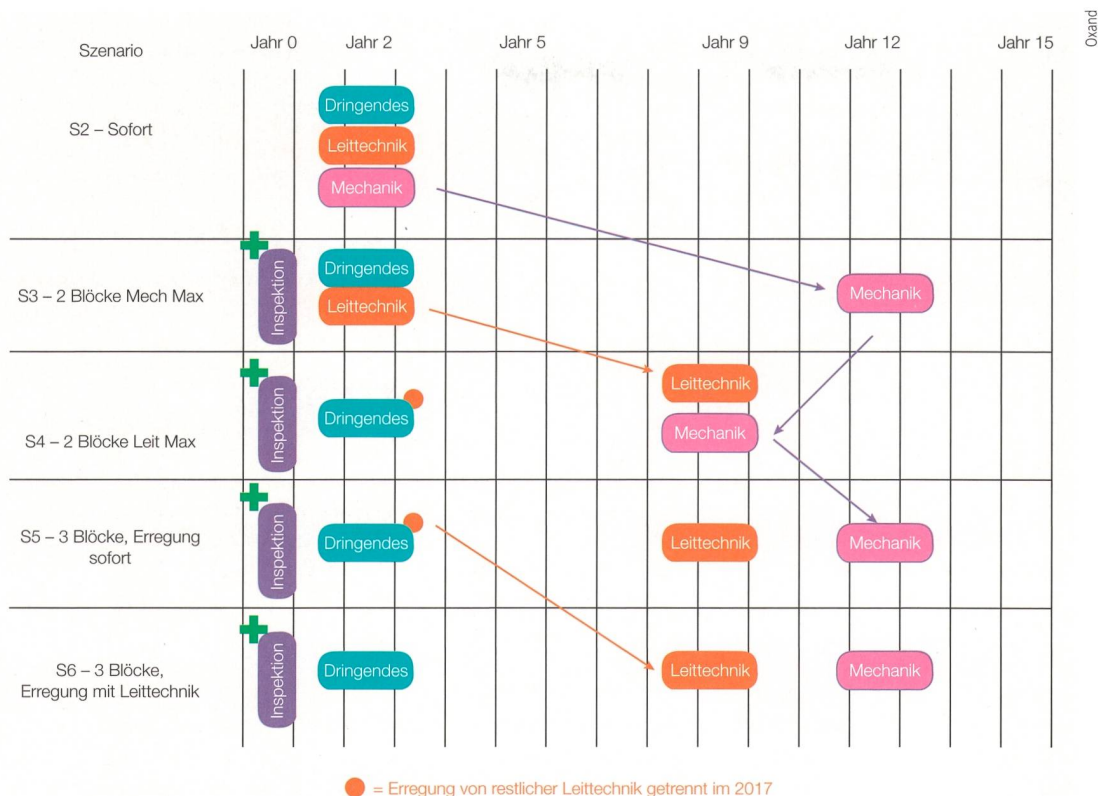 Oxand
Szenario
Jahr 0
Jahr 2
Jahr 5
Jahr 9
Jahr 12
Jahr 15
S2 – Sofort
Dringendes
Leittechnik
Mechanik
S3 – 2 Blöcke Mech Max
Inspektion
Dringendes
Leittechnik
Mechanik
S4 – 2 Blöcke Leit Max
Inspektion
Dringendes
Leittechnik
Mechanik
S5 – 3 Blöcke, Erregung
sofort
Inspektion
Dringendes
Leittechnik
Mechanik
S6 – 3 Blöcke,
Erregung mit Leittechnik
Inspektion
Dringendes
Leittechnik
Mechanik
= Erregung von restlicher Leittechnik getrennt im 2017